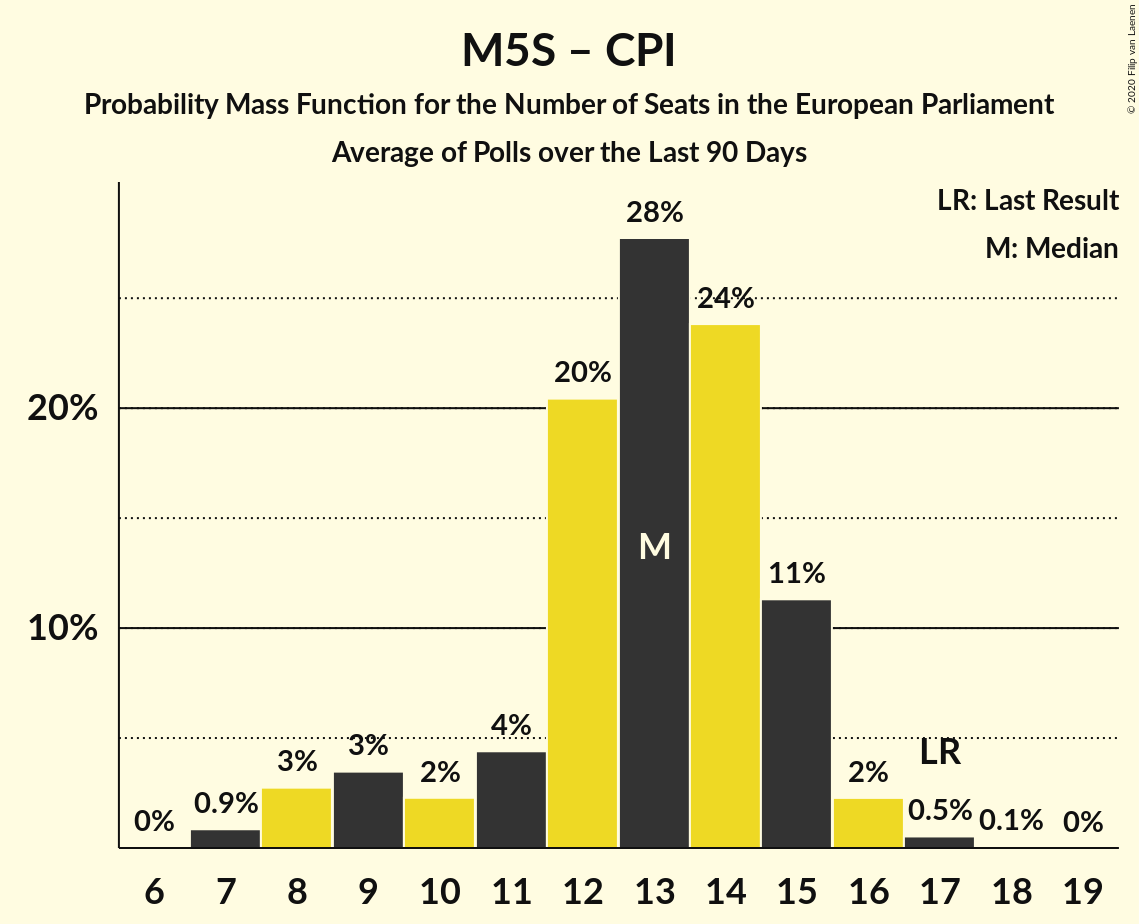 M5S – CPI
Probability Mass Function for the Number of Seats in the European Parliament
Average of Polls over the Last 90 Days
© 2020 Filip van Laenen
LR: Last Result
M: Median
28%
24%
20%
20%
M
11%
10%
4%
LR
3%
3%
2%
2%
0.9%
0.5%
0.1%
0%
0%
6 7 8 9 10 11 12 13 14 15 16 17 18 19